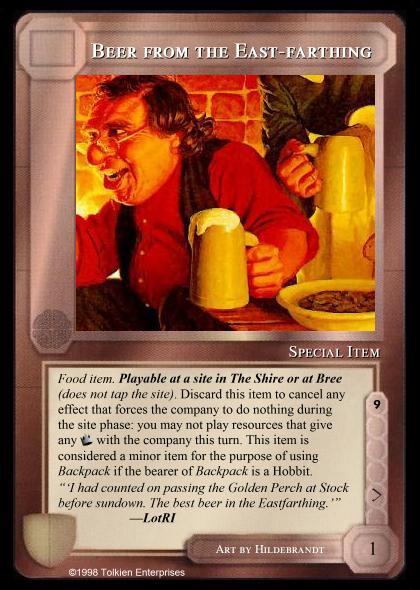 Beer from the East-farthing
Special Item
Food item. Playable at a site in The Shire or at Bree
(does not tap the site). Discard this item to cancel any
effect that forces the company to do nothing during
the site phase: you may not play resources that give
any with the company this turn. This item is
considered a minor item for the purpose of using
Backpack if the bearer of Backpack is a Hobbit.
“‘I had counted on passing the Golden Perch at Stock
before sundown. The best beer in the Eastfarthing.’”
—LotRI
9
>
Art by Hildebrandt
1
©1998 Tolkien Enterprises